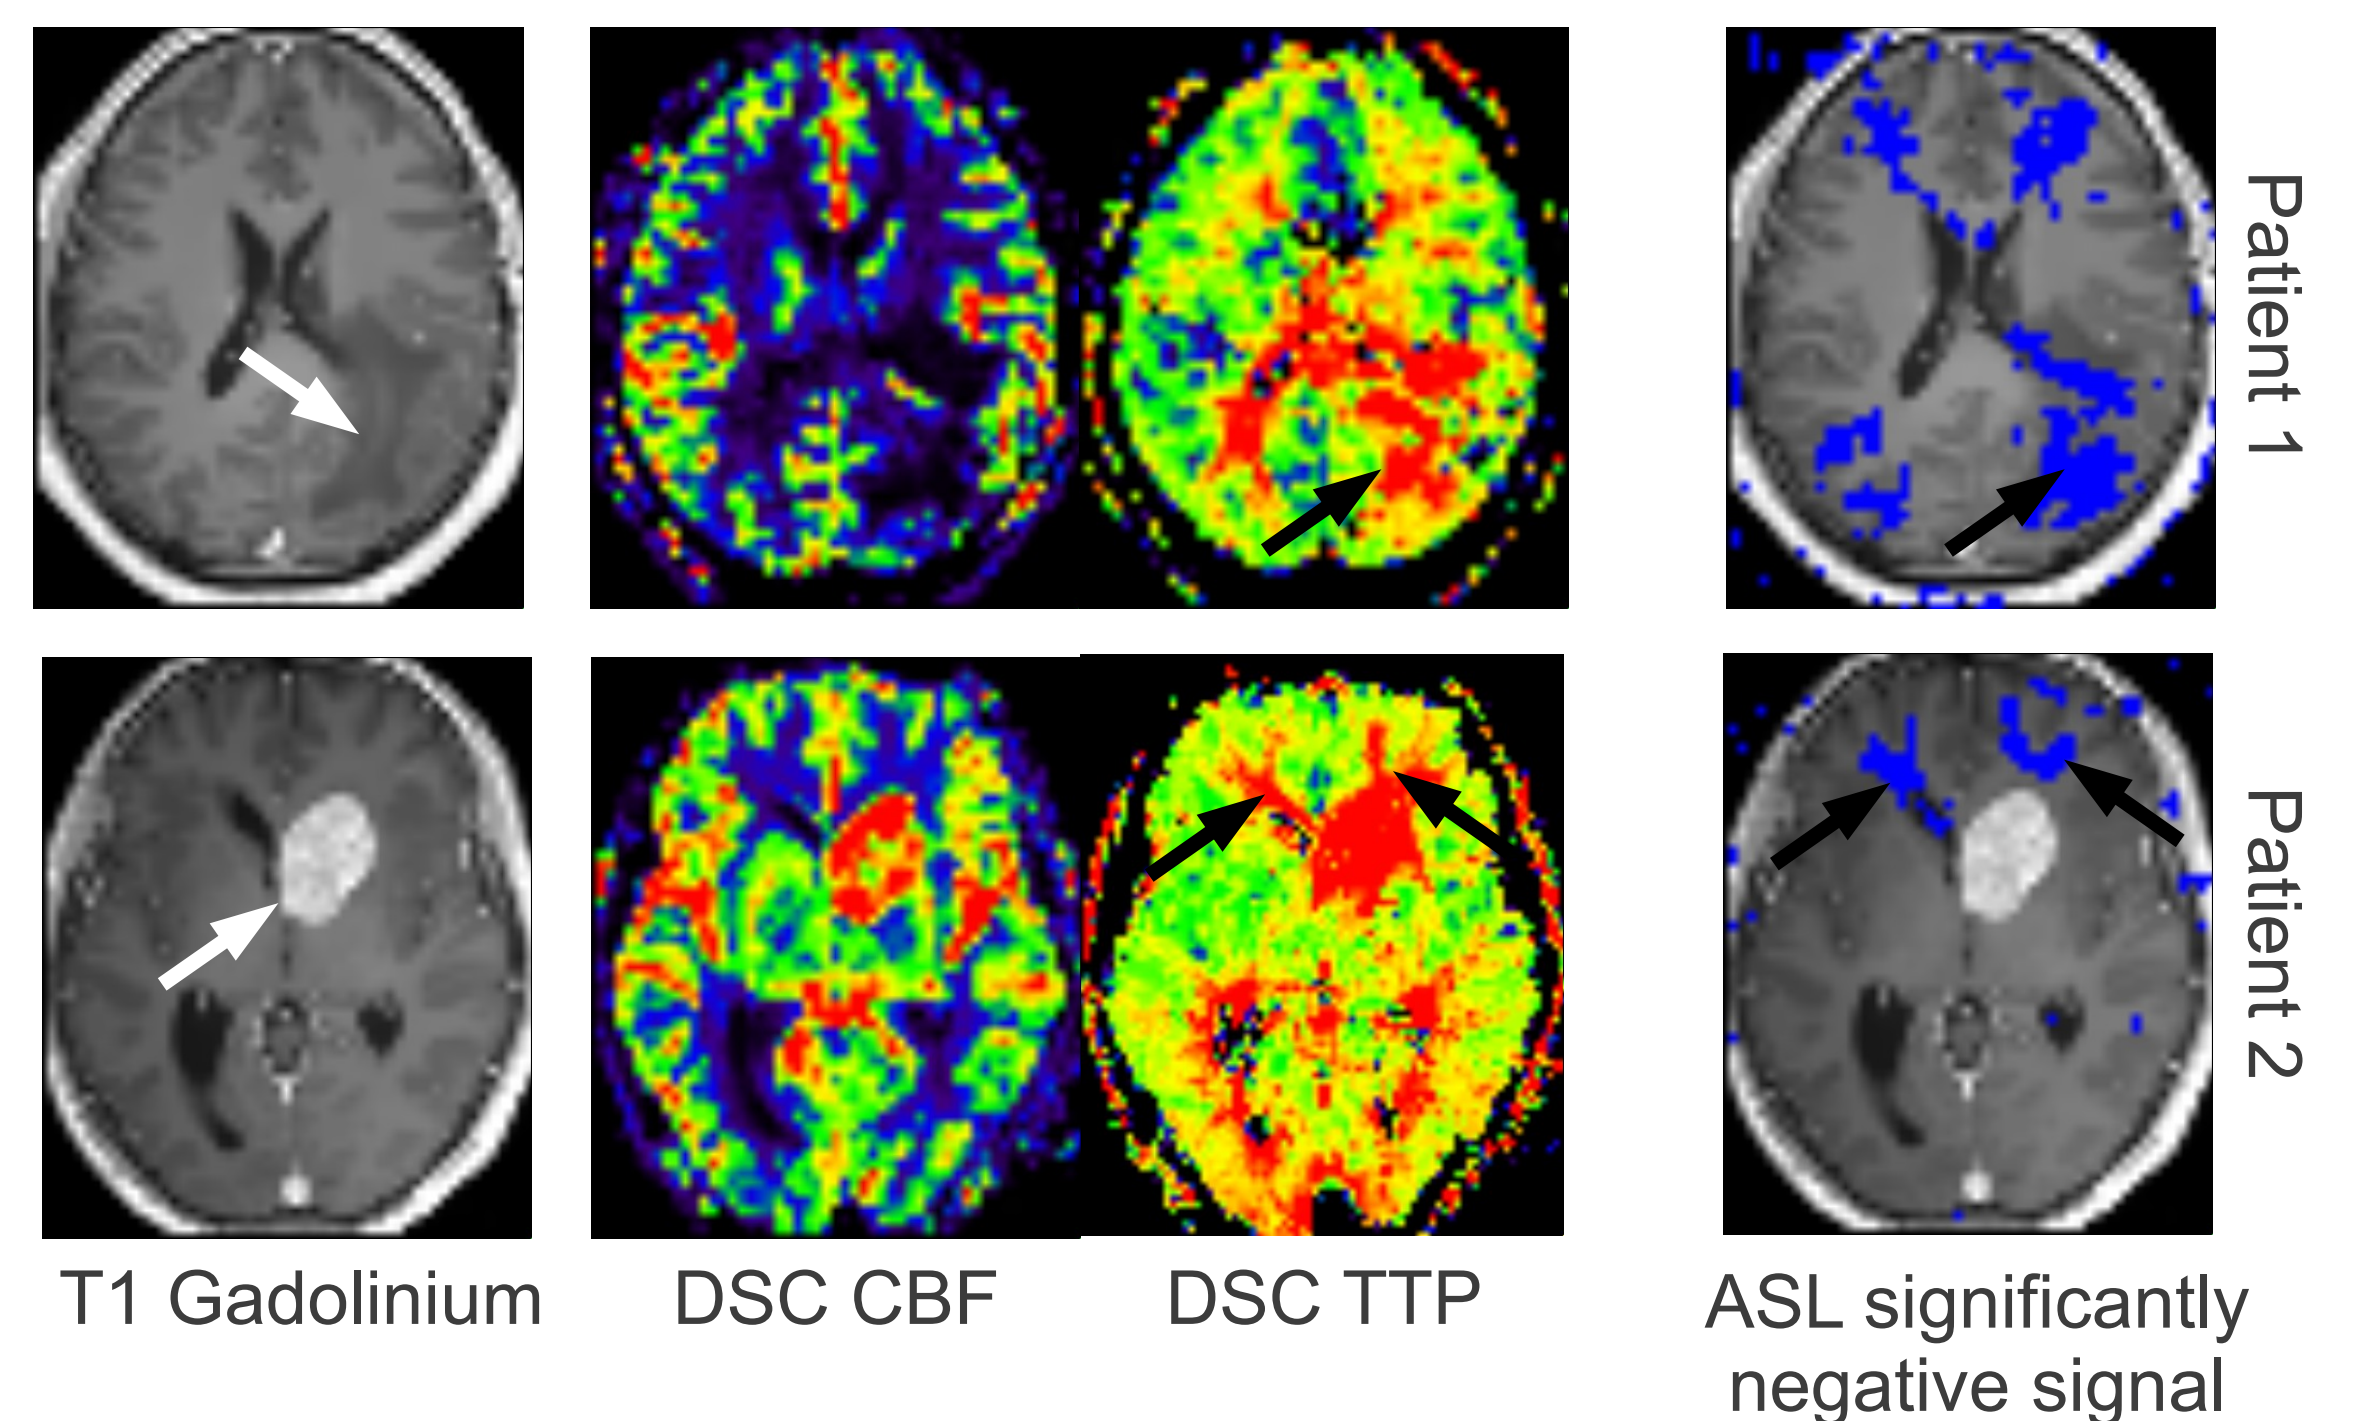 Patient 1
Patient 2
T1 Gadolinium
DSC CBF
DSC TTP
ASL significantly
negative signal